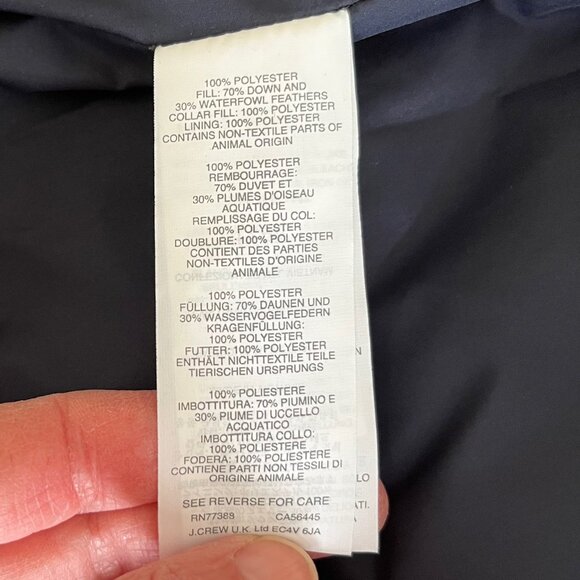 100% POLYESTER
FILL: 70% DOWN AND
30% WATERFOWL FEATHERS
COLLAR FILL: 100% POLYESTER
LINING: 100% POLYESTER
CONTAINS NON-TEXTILE PARTS OF
ANIMAL ORIGIN
100% POLYESTER
REMBOURRAGE:
70% DUVET ET
30% PLUMES D'OISEAU
AQUATIQUE
REMPLISSAGE DU COL:
100% POLYESTER
DOUBLURE: 100% POLYESTER
CONTIENT DES PARTIES
NON-TEXTILES D'ORIGINE
ANIMALE
100% POLYESTER
FÜLLUNG: 70% DAUNEN UND
30% WASSERVOGELFEDERN
KRAGENFÜLLUNG:
100% POLYESTER
FUTTER: 100% POLYESTER
ENTHÄLT NICHTTEXTILE TEILE
TIERISCHEN URSPRUNGS
100% POLIESTERE
IMBOTTITURA: 70% PIUMINO E
30% PIUME DI UCCELLO
ACQUATICO
IMBOTTITURA COLLO:
100% POLIESTERE
FODERA: 100% POLIESTERE
CONTIENE PARTI NON TESSILI DI
ORIGINE ANIMALE
SEE REVERSE FOR CARE
RN77388 CA56445
J.CREW U.K. Ltd EC4V 6JA